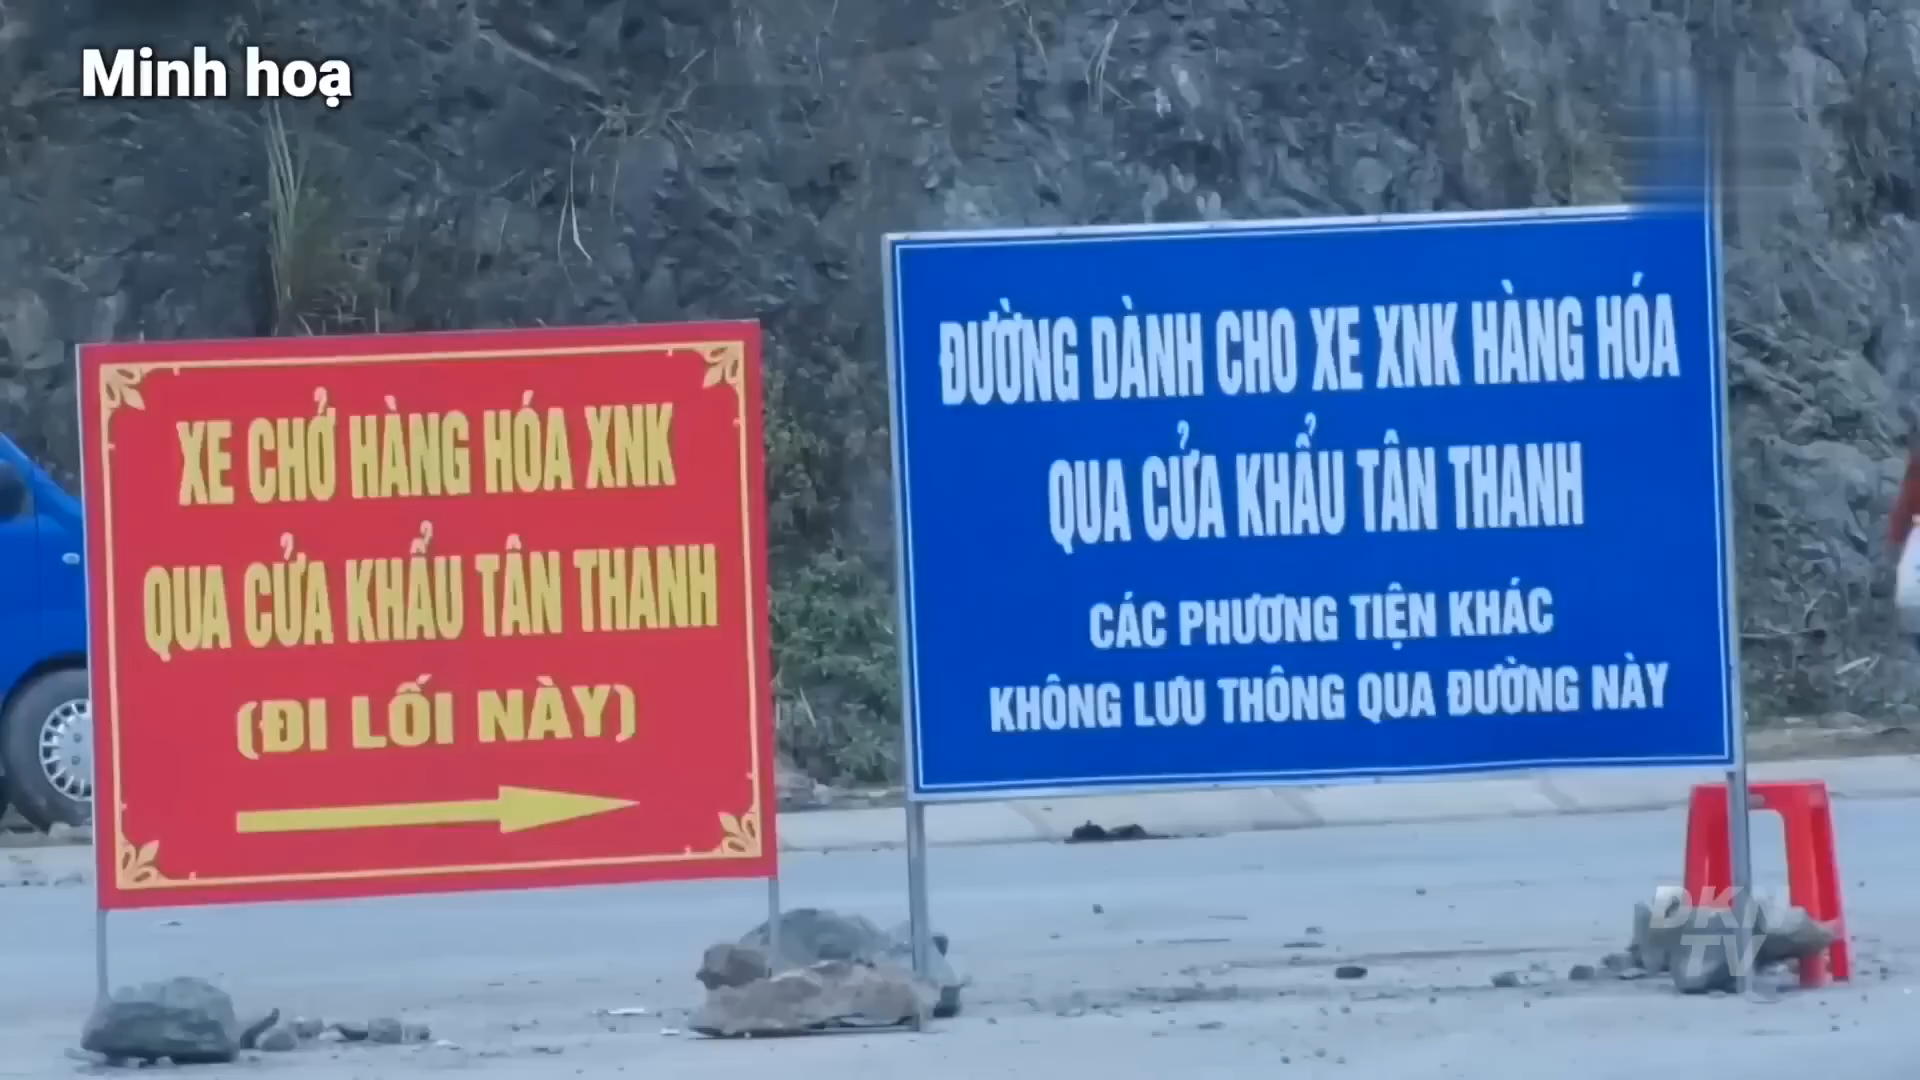 Minh hoạ
XE CHỞ HÀNG HÓA XNK
QUA CỬA KHẨU TÂN THANH
(ĐI LỐI NÀY)
ĐƯỜNG DÀNH CHO XE XNK HÀNG HÓA
QUA CỬA KHẨU TÂN THANH
CÁC PHƯƠNG TIỆN KHÁC
KHÔNG LƯU THÔNG QUA ĐƯỜNG NÀY
DKN
TV